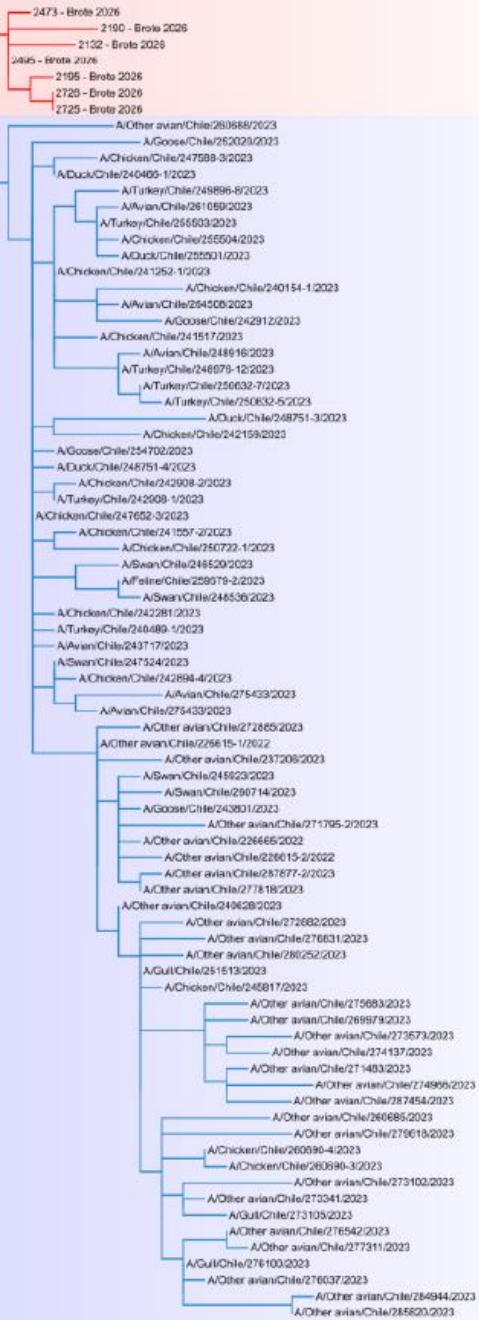 2473 - Brote 2026
2190 - Brote 2026
2132 - Brote 2026
2495 - Brote 2026
2195 - Brote 2026
2728 - Brote 2026
2725 - Brote 2026
A/Other avian/Chile/260688/2023
A/Goose/Chile/252029/2023
A/Chicken/Chile/247588-3/2023
A/Duck/Chile/240466-1/2023
A/Turkey/Chile/249896-8/2023
A/Avian/Chile/261059/2023
A/Turkey/Chile/255503/2023
A/Chicken/Chile/255504/2023
A/Duck/Chile/255501/2023
A/Chicken/Chile/241252-1/2023
A/Chicken/Chile/240154-1/2023
A/Avian/Chile/264508/2023
A/Goose/Chile/242912/2023
A/Chicken/Chile/241517/2023
A/Avian/Chile/248916/2023
A/Turkey/Chile/248976-12/2023
A/Turkey/Chile/250632-7/2023
A/Turkey/Chile/250632-5/2023
A/Duck/Chile/248751-3/2023
A/Chicken/Chile/242159/2023
A/Goose/Chile/254702/2023
A/Duck/Chile/248751-4/2023
A/Chicken/Chile/242908-2/2023
A/Turkey/Chile/242908-1/2023
A/Chicken/Chile/247652-3/2023
A/Chicken/Chile/241557-2/2023
A/Chicken/Chile/250722-1/2023
A/Swan/Chile/246529/2023
A/Feline/Chile/259579-2/2023
A/Swan/Chile/248536/2023
A/Chicken/Chile/242281/2023
A/Turkey/Chile/240489-1/2023
A/Avian/Chile/243717/2023
A/Swan/Chile/247524/2023
A/Chicken/Chile/242894-4/2023
A/Avian/Chile/275433/2023
A/Avian/Chile/275433/2023
A/Other avian/Chile/272885/2023
A/Other avian/Chile/226615-1/2022
A/Other avian/Chile/237206/2023
A/Swan/Chile/245923/2023
A/Swan/Chile/260714/2023
A/Goose/Chile/243801/2023
A/Other avian/Chile/271795-2/2023
A/Other avian/Chile/226665/2022
A/Other avian/Chile/226615-2/2022
A/Other avian/Chile/287877-2/2023
A/Other avian/Chile/277818/2023
A/Other avian/Chile/240628/2023
A/Other avian/Chile/272882/2023
A/Other avian/Chile/276831/2023
A/Other avian/Chile/280252/2023
A/Gull/Chile/251513/2023
A/Chicken/Chile/245817/2023
A/Other avian/Chile/275683/2023
A/Other avian/Chile/269979/2023
A/Other avian/Chile/273573/2023
A/Other avian/Chile/274137/2023
A/Other avian/Chile/271483/2023
A/Other avian/Chile/274966/2023
A/Other avian/Chile/287454/2023
A/Other avian/Chile/260685/2023
A/Other avian/Chile/279618/2023
A/Chicken/Chile/260690-4/2023
A/Chicken/Chile/260690-3/2023
A/Other avian/Chile/273102/2023
A/Other avian/Chile/273341/2023
A/Gull/Chile/273105/2023
A/Other avian/Chile/276542/2023
A/Other avian/Chile/277311/2023
A/Gull/Chile/276100/2023
A/Other avian/Chile/276037/2023
A/Other avian/Chile/284944/2023
A/Other avian/Chile/285820/2023